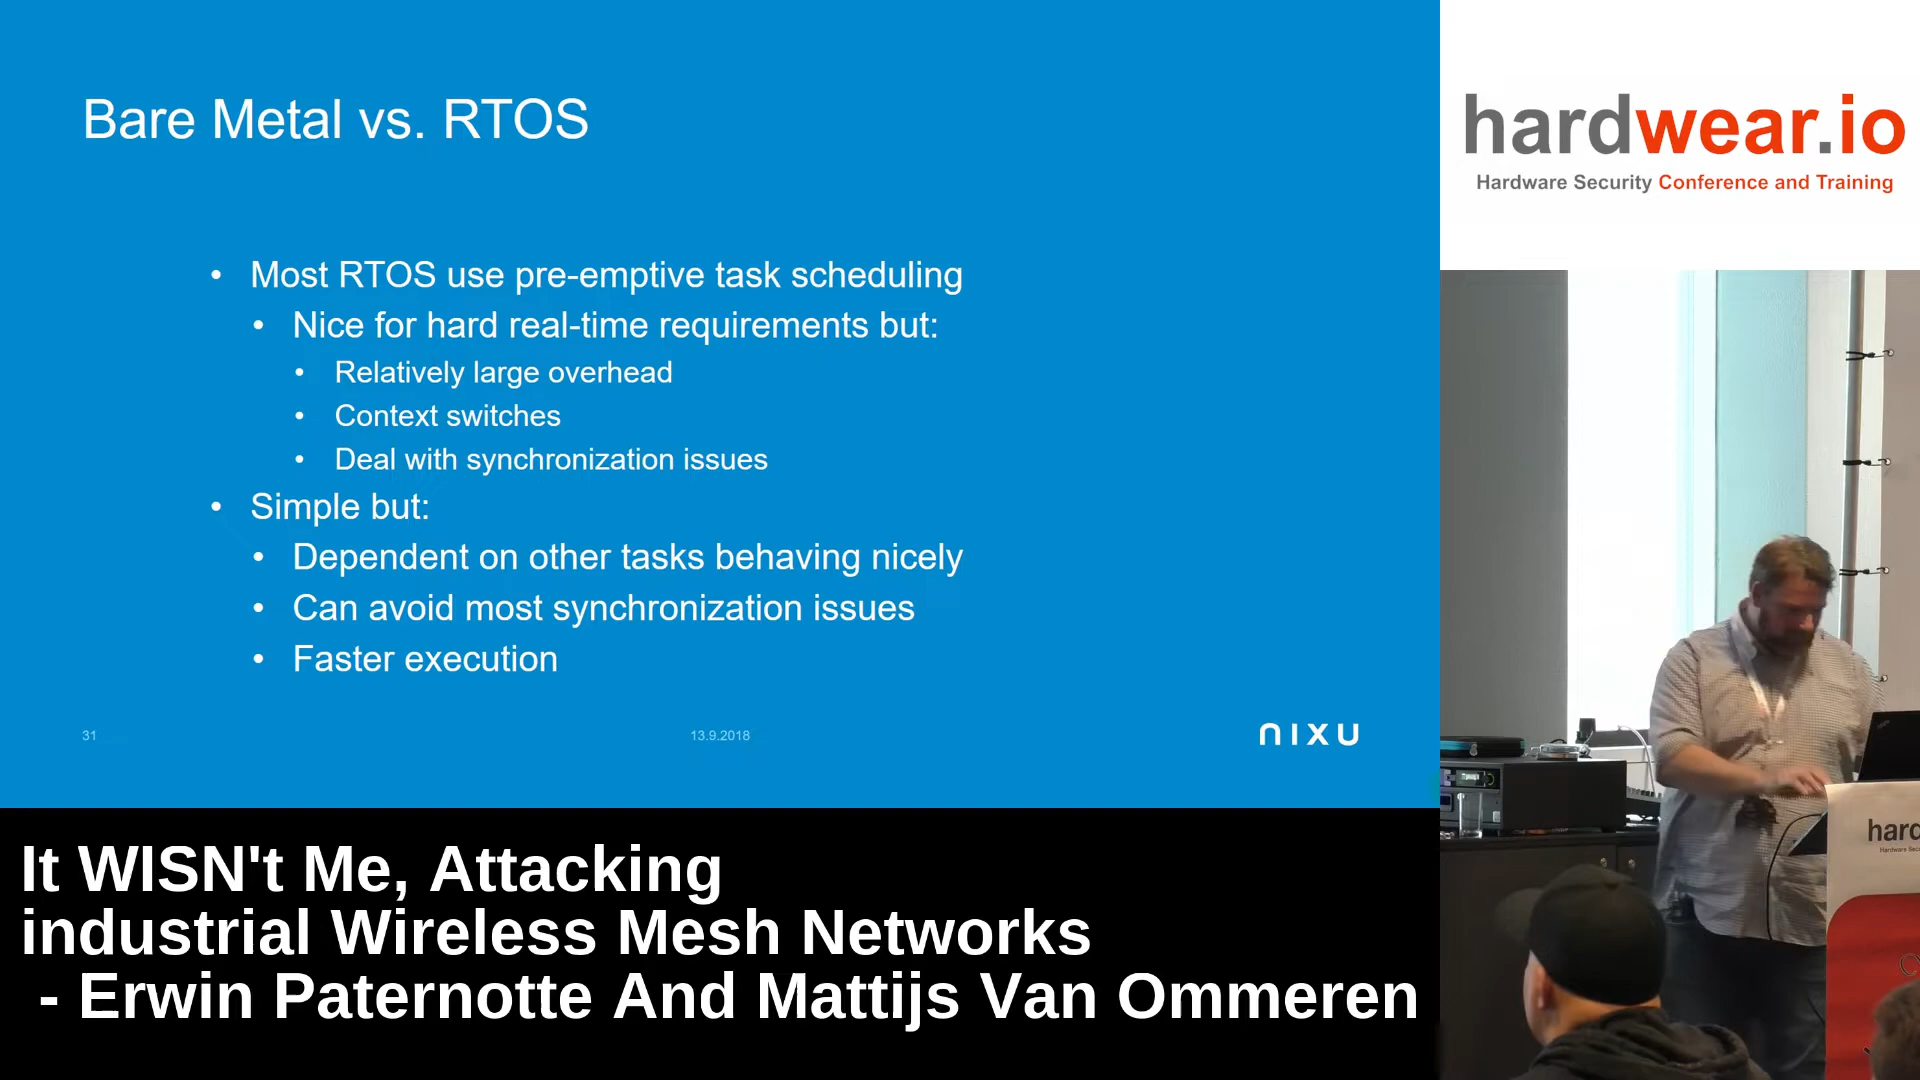 Bare Metal vs. RTOS
• Most RTOS use pre-emptive task scheduling
• Nice for hard real-time requirements but:
• Relatively large overhead
• Context switches
• Deal with synchronization issues
• Simple but:
• Dependent on other tasks behaving nicely
• Can avoid most synchronization issues
• Faster execution
31
13.9.2018
nixu
hardwear.io
Hardware Security Conference and Training
hard
It WISN't Me, Attacking
industrial Wireless Mesh Networks
- Erwin Paternotte And Mattijs Van Ommeren